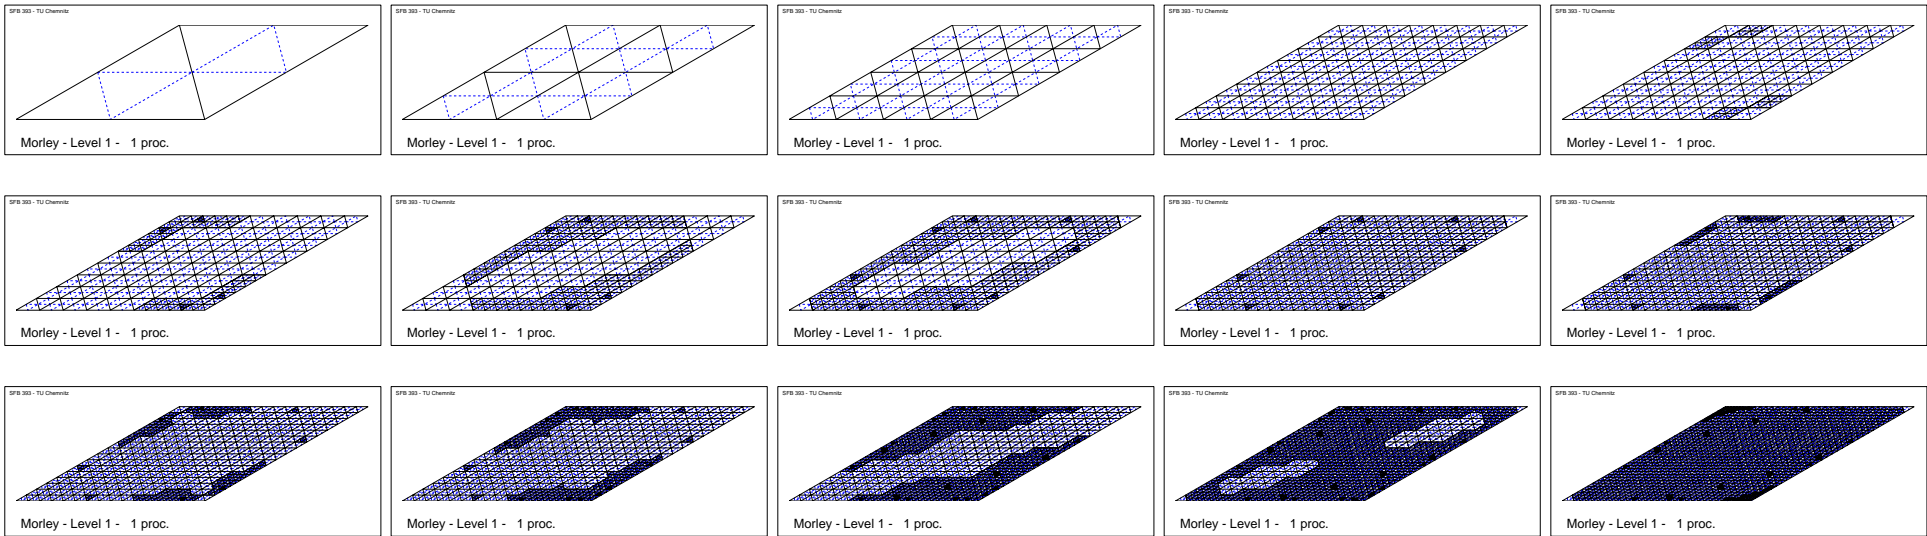 SFB 393 - TU Chemnitz
SFB 393 - TU Chemnitz
SFB 393 - TU Chemnitz
SFB 393 - TU Chemnitz
SFB 393 - TU Chemnitz
Morley - Level 1 - 1 proc.
Morley - Level 1 - 1 proc.
Morley - Level 1 - 1 proc.
Morley - Level 1 - 1 proc.
Morley - Level 1 - 1 proc.
SFB 393 - TU Chemnitz
SFB 393 - TU Chemnitz
SFB 393 - TU Chemnitz
SFB 393 - TU Chemnitz
SFB 393 - TU Chemnitz
Morley - Level 1 - 1 proc.
Morley - Level 1 - 1 proc.
Morley - Level 1 - 1 proc.
Morley - Level 1 - 1 proc.
Morley - Level 1 - 1 proc.
SFB 393 - TU Chemnitz
SFB 393 - TU Chemnitz
SFB 393 - TU Chemnitz
SFB 393 - TU Chemnitz
SFB 393 - TU Chemnitz
Morley - Level 1 - 1 proc.
Morley - Level 1 - 1 proc.
Morley - Level 1 - 1 proc.
Morley - Level 1 - 1 proc.
Morley - Level 1 - 1 proc.